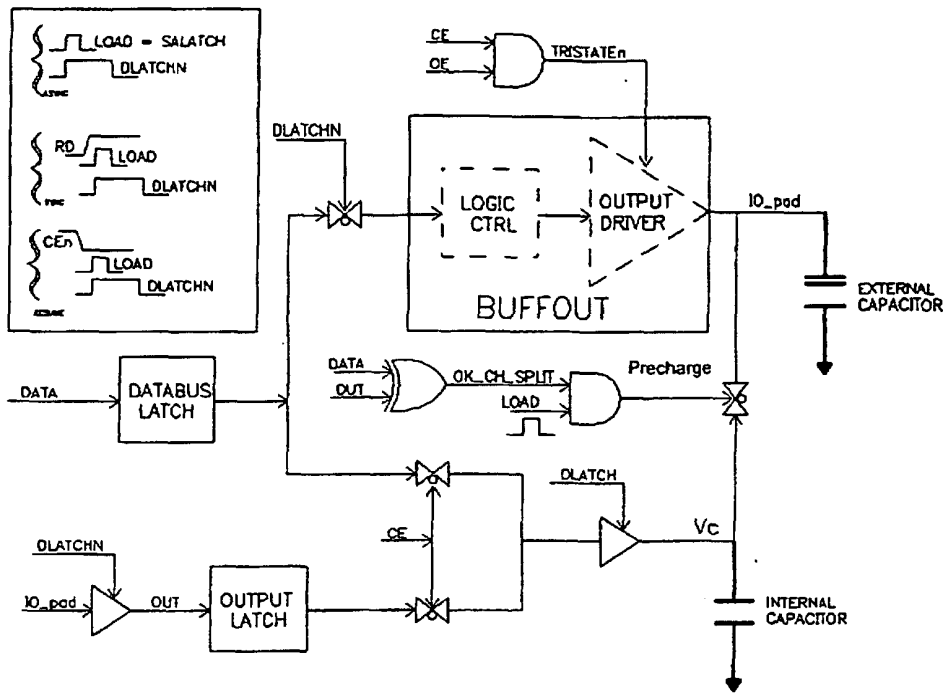 LOAD = SALATCH
DLATCHN
ASYNC
RD
LOAD
DLATCHN
SYNC
CEn
LOAD
DLATCHN
CE
OE
TRISTATEn
DLATCHN
LOGIC
CTRL
OUTPUT
DRIVER
BUFFOUT
IO_pad
EXTERNAL
CAPACITOR
DATA
DATABUS
LATCH
DATA
OUT
OK_CH_SPLIT
LOAD
Precharge
DLATCH
CE
Vc
DLATCHN
IO_pad
OUT
OUTPUT
LATCH
INTERNAL
CAPACITOR